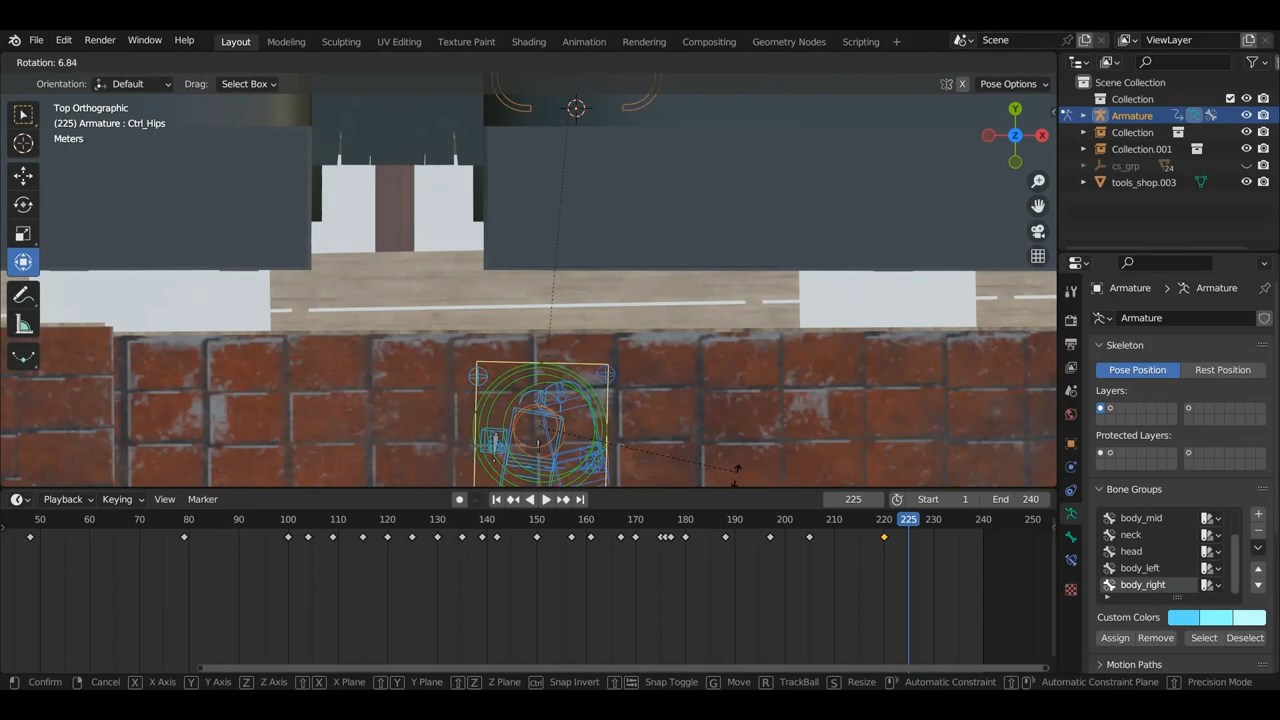 File Edit Render Window Help Layout Modeling Sculpting UV Editing Texture Paint Shading Animation Rendering Compositing Geometry Nodes Scripting + Scene ViewLayer
Rotation: 6.84
Orientation: Default Drag: Select Box X Pose Options
Top Orthographic
(225) Armature : Ctrl_Hips
Meters
Y
Z X
Scene Collection
Collection
Armature
Collection
Collection.001
cs_grp 24
tools_shop.003
Armature > Armature
Armature
Skeleton
Pose Position Rest Position
Layers:
Protected Layers:
Bone Groups
body_mid
neck
head
body_left
body_right
Custom Colors
Assign Remove Select Deselect
Motion Paths
Playback Keying View Marker 225 Start 1 End 240
50 60 70 80 90 100 110 120 130 140 150 160 170 180 190 200 210 220 225 230 240 250
Confirm Cancel X X Axis Y Y Axis Z Z Axis X X Plane Y Y Plane Z Z Plane Ctrl Snap Invert Snap Toggle G Move R TrackBall S Resize Automatic Constraint Automatic Constraint Plane Precision Mode